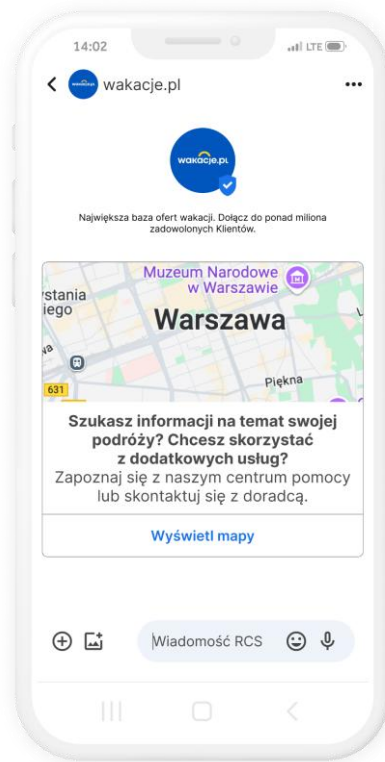 14:02
LTE
wakacje.pl
wakacje.pl
Największa baza ofert wakacji. Dołącz do ponad miliona
zadowolonych Klientów.
Muzeum Narodowe
w Warszawie
Warszawa
Piękna
631
Szukasz informacji na temat swojej
podróży? Chcesz skorzystać
z dodatkowych usług?
Zapoznaj się z naszym centrum pomocy
lub skontaktuj się z doradcą.
Wyświetl mapy
Wiadomość RCS